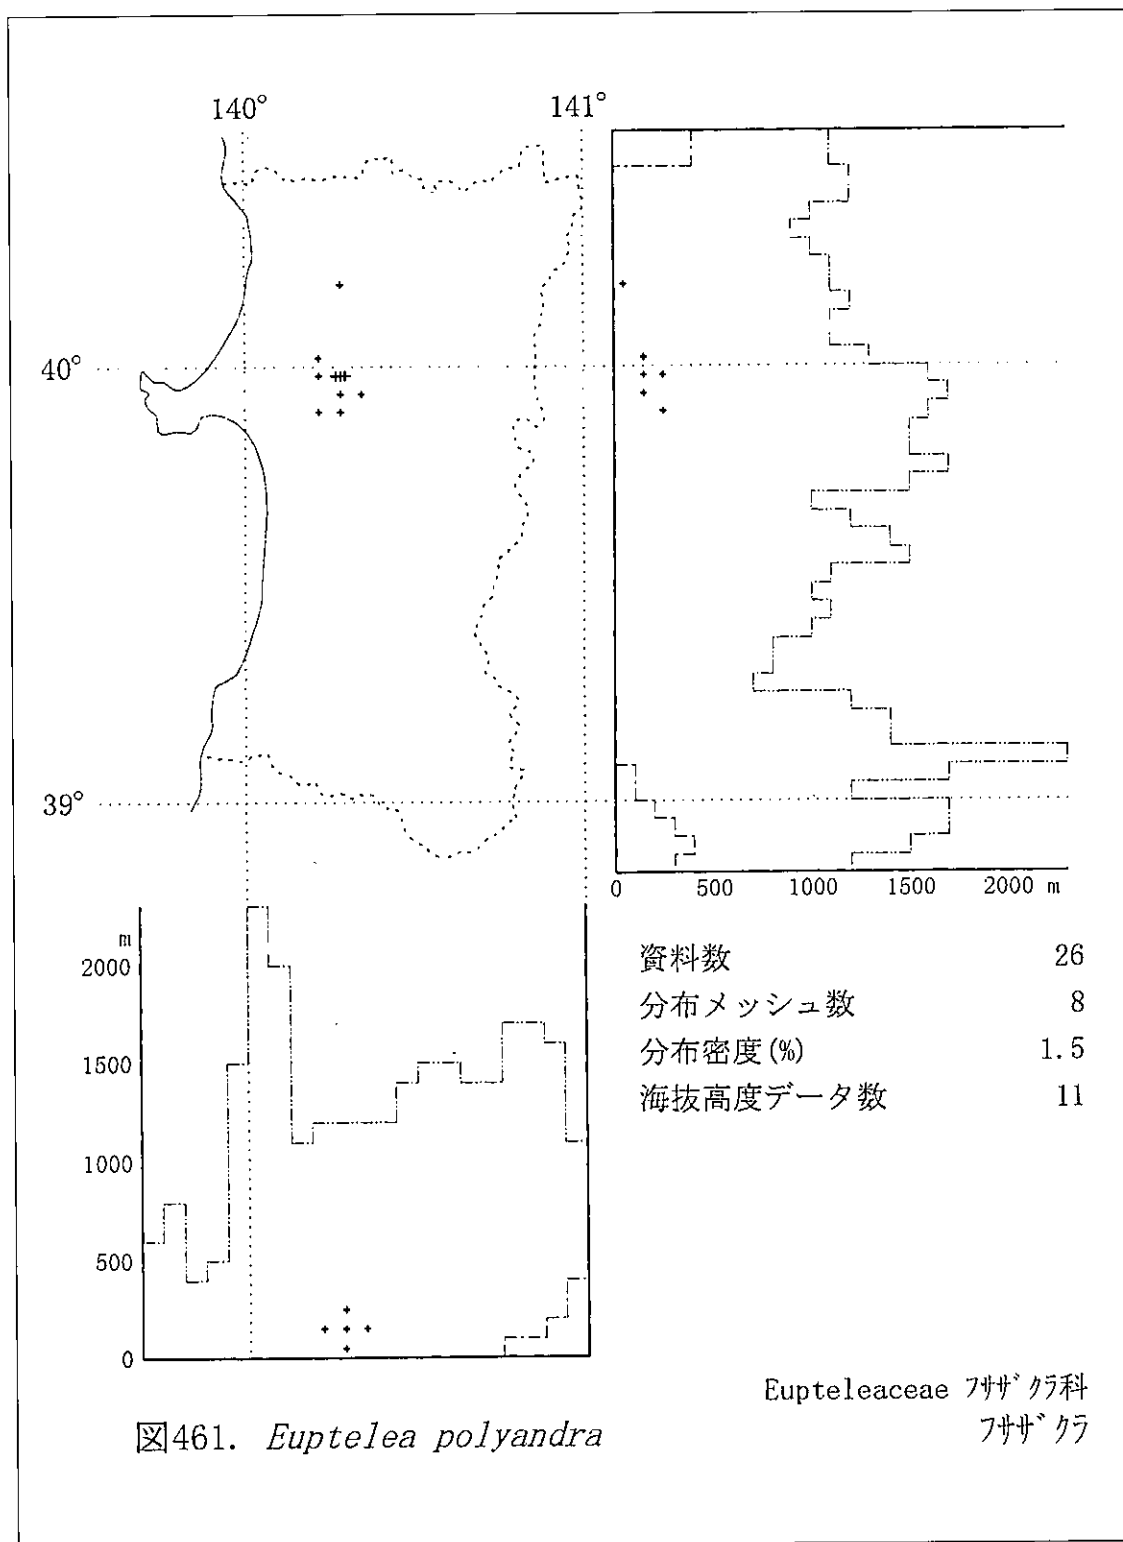 140°
141°
40°
39°
0 500 1000 1500 2000 m
m
2000
1500
1000
500
0
資料数 26
分布メッシュ数 8
分布密度(%) 1.5
海抜高度データ数 11
Eupteleaceae フサザクラ科
フサザクラ
図461. Euptelea polyandra